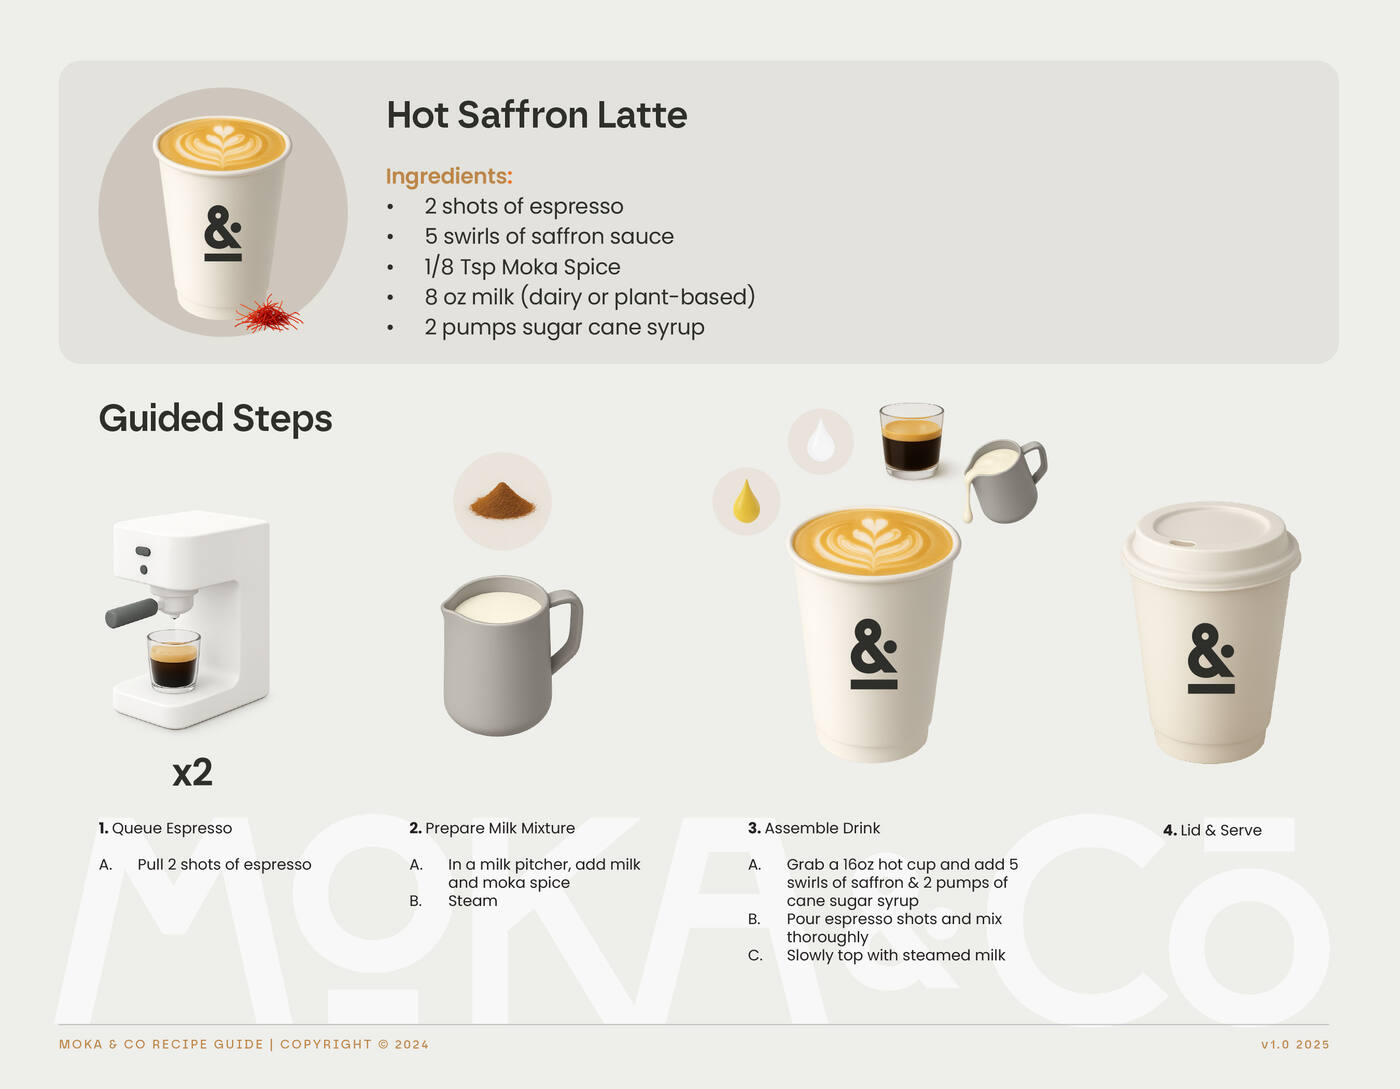 Hot Saffron Latte
Ingredients:
• 2 shots of espresso
• 5 swirls of saffron sauce
• 1/8 Tsp Moka Spice
• 8 oz milk (dairy or plant-based)
• 2 pumps sugar cane syrup
&
Guided Steps
&
&
x2
1. Queue Espresso
A. Pull 2 shots of espresso
2. Prepare Milk Mixture
A. In a milk pitcher, add milk
and moka spice
B. Steam
3. Assemble Drink
A. Grab a 16oz hot cup and add 5
swirls of saffron & 2 pumps of
cane sugar syrup
B. Pour espresso shots and mix
thoroughly
C. Slowly top with steamed milk
4. Lid & Serve
MOKA & Cō
MOKA & CO RECIPE GUIDE | COPYRIGHT © 2024
v1.0 2025